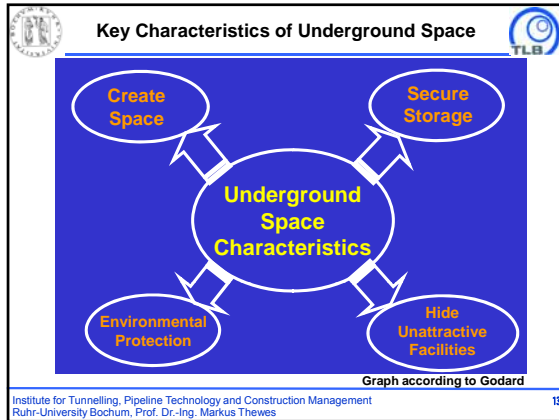 Key Characteristics of Underground Space
TLB
Create
Space
Secure
Storage
Underground
Space
Characteristics
Environmental
Protection
Hide
Unattractive
Facilities
Graph according to Godard
Institute for Tunnelling, Pipeline Technology and Construction Management
Ruhr-University Bochum, Prof. Dr.-Ing. Markus Thewes